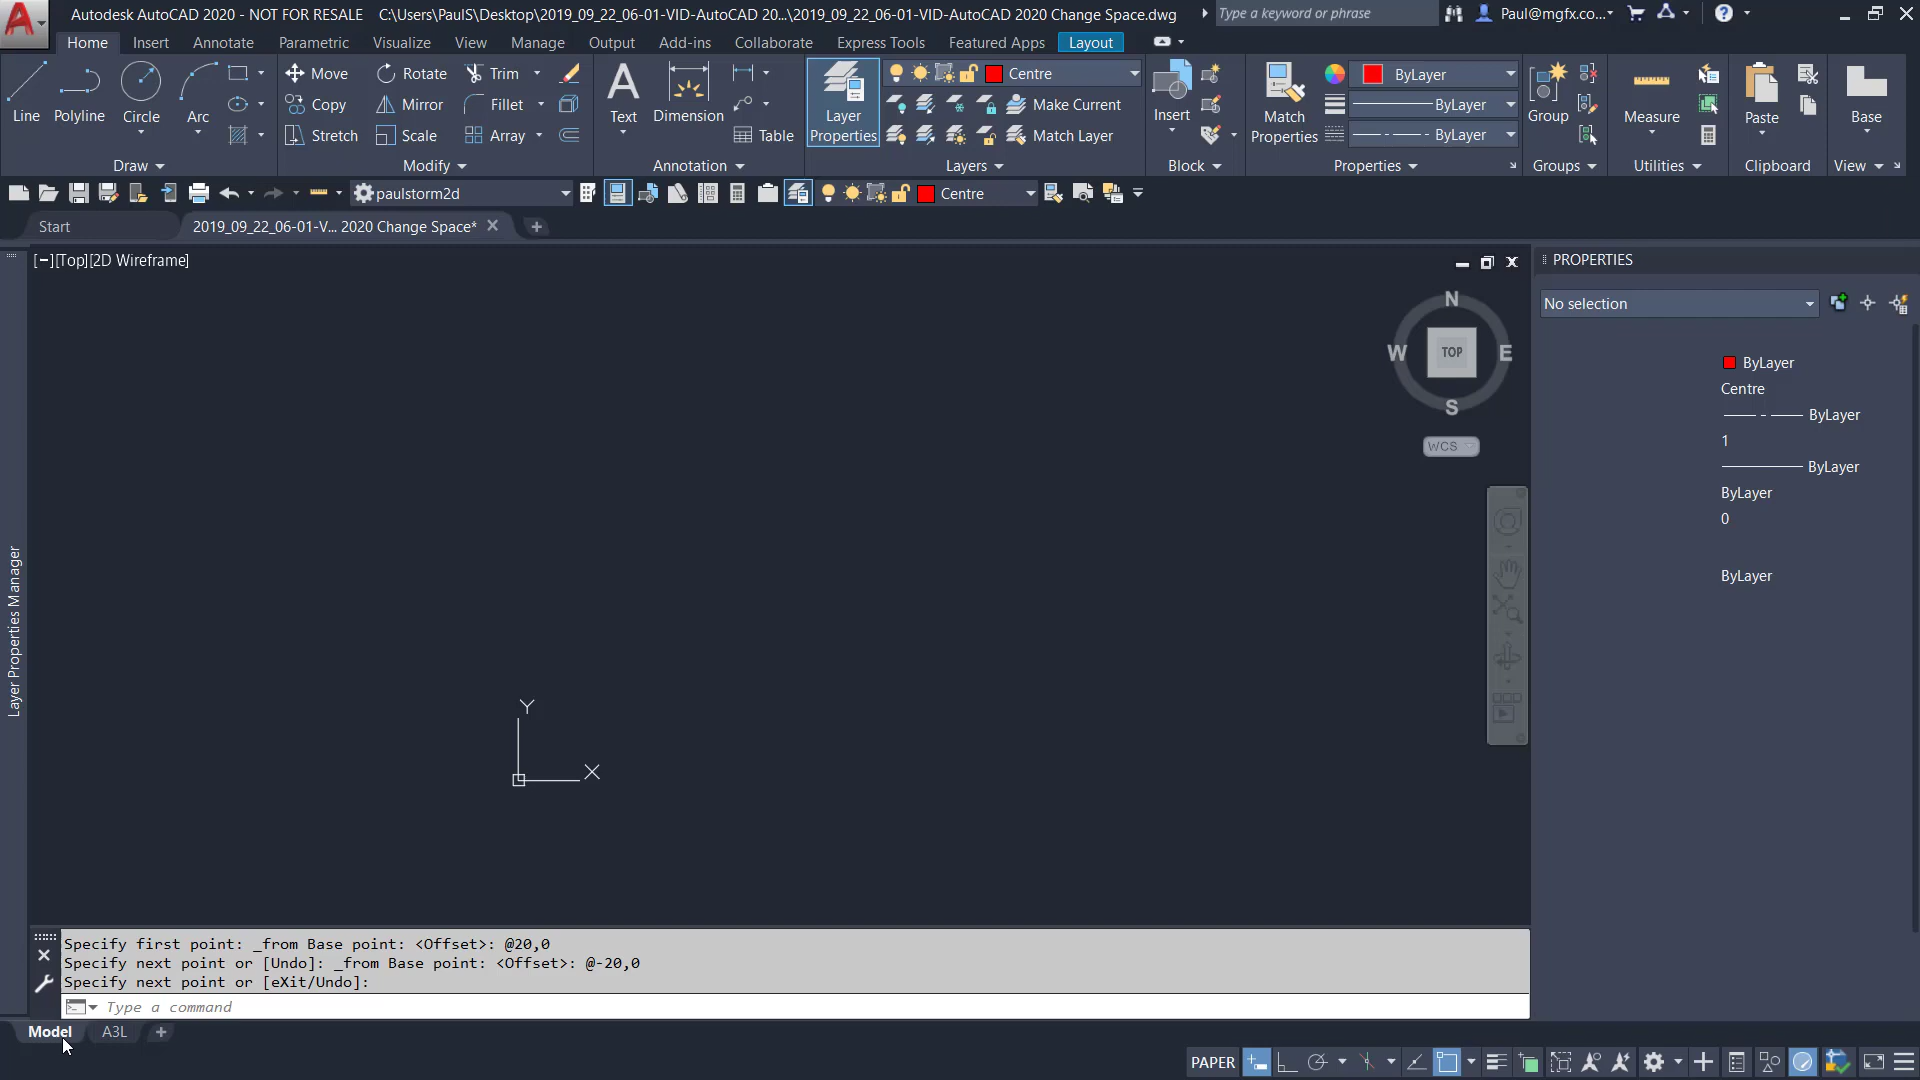 Autodesk AutoCAD 2020 - NOT FOR RESALE C:\Users\PaulS\Desktop\2019_09_22_06-01-VID-AutoCAD 20...\2019_09_22_06-01-VID-AutoCAD 2020 Change Space.dwg Type a keyword or phrase Paul@mgfx.co...
Home Insert Annotate Parametric Visualize View Manage Output Add-ins Collaborate Express Tools Featured Apps Layout
Move Rotate Trim Centre ByLayer
Line Polyline Circle Arc Copy Mirror Fillet Text Dimension Layer Properties Make Current Insert Match Properties ByLayer Group Measure Paste Base
Stretch Scale Array Table Match Layer ByLayer
Draw Modify Annotation Layers Block Properties Groups Utilities Clipboard View
paulstorm2d Centre
Start 2019_09_22_06-01-V... 2020 Change Space*
[−][Top][2D Wireframe]
PROPERTIES
No selection
N
W TOP E
S
WCS
ByLayer
Centre
ByLayer
1
ByLayer
ByLayer
0
ByLayer
Layer Properties Manager
Y
X
Specify first point: _from Base point: <Offset>: @20,0
Specify next point or [Undo]: _from Base point: <Offset>: @-20,0
Specify next point or [eXit/Undo]:
Type a command
Model A3L
PAPER